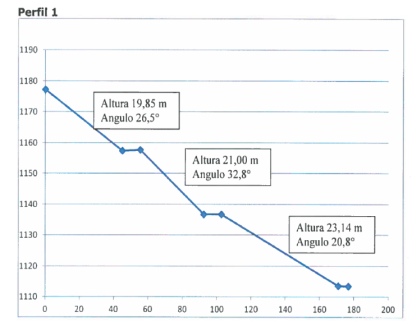 Perfil 1
1190
1180
1170
1160
1150
1140
1130
1120
1110
Altura 19,85 m
Angulo 26,5°
Altura 21,00 m
Angulo 32,8°
Altura 23,14 m
Angulo 20,8°
0 20 40 60 80 100 120 140 160 180 200